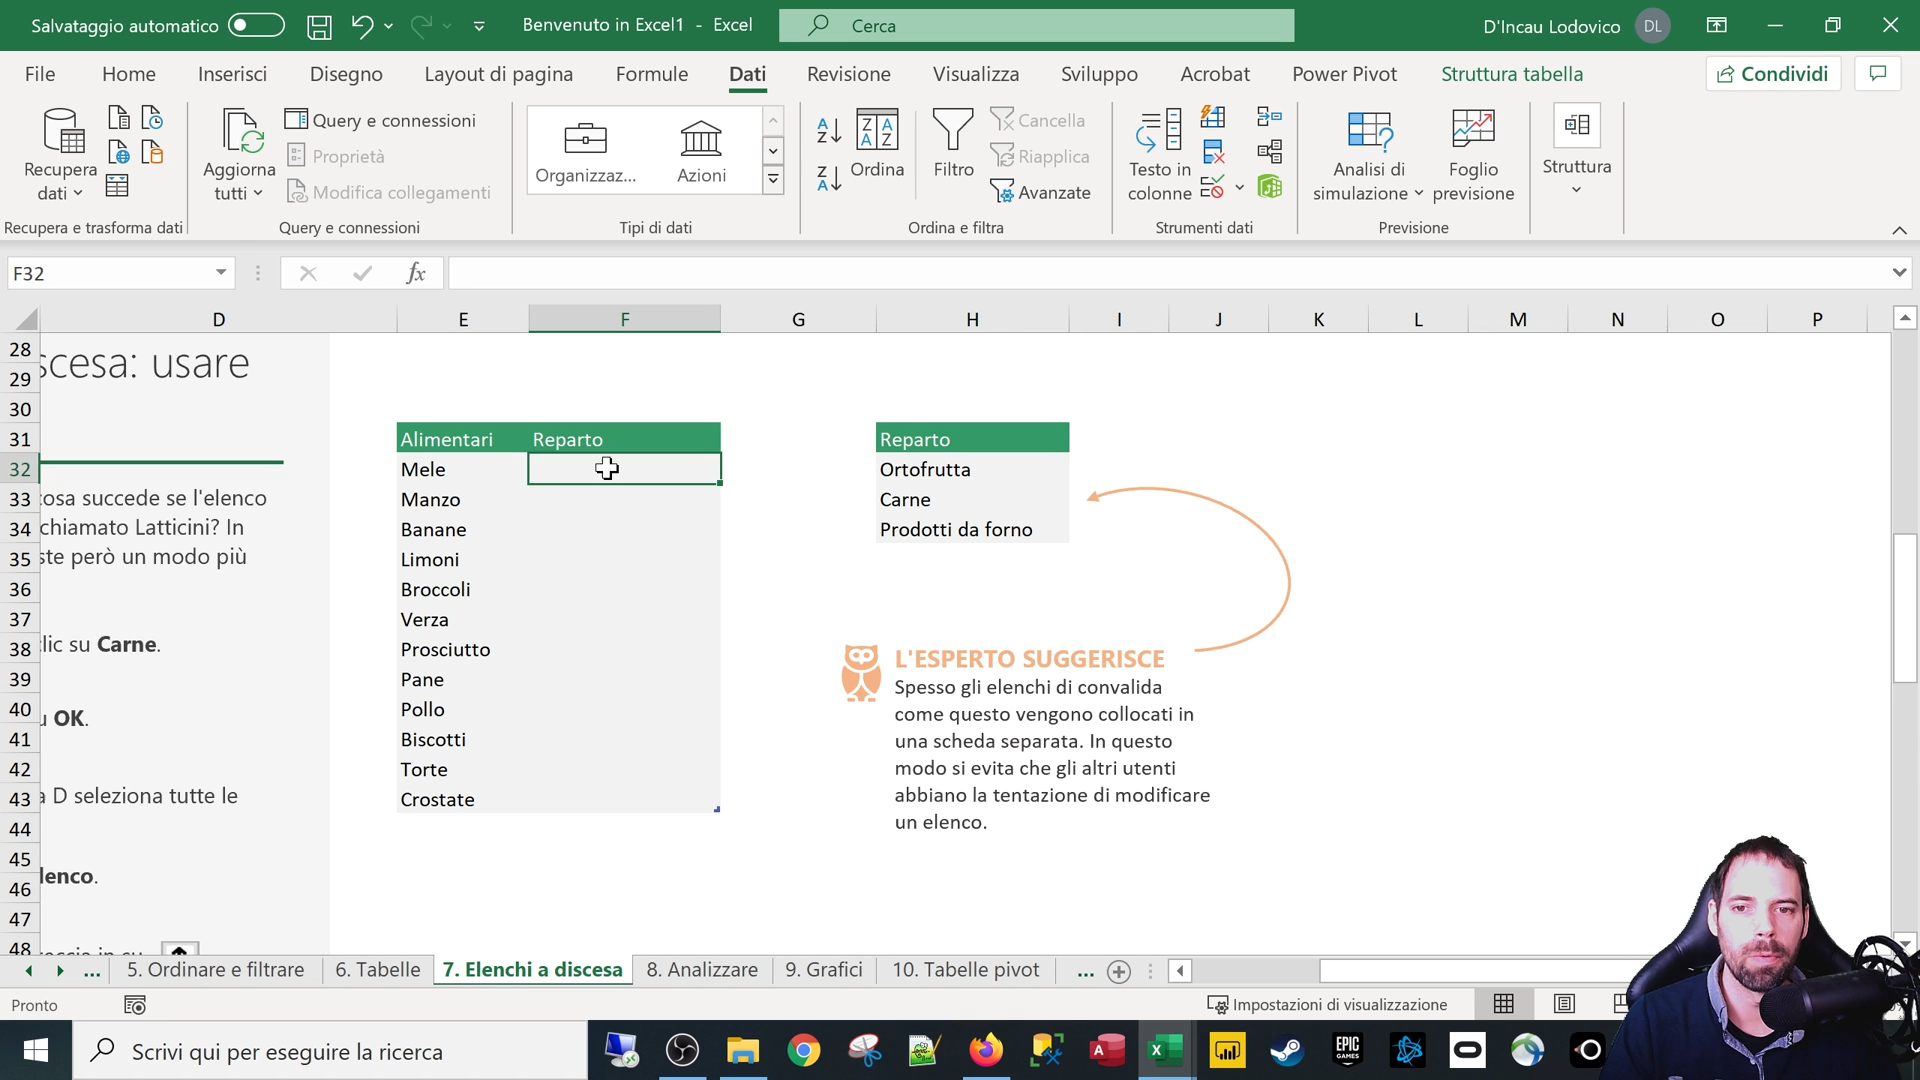 Salvataggio automatico
Benvenuto in Excel1 - Excel
Cerca
D'Incau Lodovico
DL
File
Home
Inserisci
Disegno
Layout di pagina
Formule
Dati
Revisione
Visualizza
Sviluppo
Acrobat
Power Pivot
Struttura tabella
Condividi
Recupera
dati
Aggiorna
tutti
Query e connessioni
Proprietà
Modifica collegamenti
Organizzaz...
Azioni
Ordina
Filtro
Cancella
Riapplica
Avanzate
Testo in
colonne
Analisi di
simulazione
Foglio
previsione
Struttura
Recupera e trasforma dati
Query e connessioni
Tipi di dati
Ordina e filtra
Strumenti dati
Previsione
F32
fx
D E F G H I J K L M N O P
28
29
30
31
32
33
34
35
36
37
38
39
40
41
42
43
44
45
46
47
48
scesa: usare
cosa succede se l'elenco
chiamato Latticini? In
ste però un modo più
clic su Carne.
u OK.
a D seleziona tutte le
lenco.
Alimentari Reparto
Mele
Manzo
Banane
Limoni
Broccoli
Verza
Prosciutto
Pane
Pollo
Biscotti
Torte
Crostate
Reparto
Ortofrutta
Carne
Prodotti da forno
L'ESPERTO SUGGERISCE
Spesso gli elenchi di convalida
come questo vengono collocati in
una scheda separata. In questo
modo si evita che gli altri utenti
abbiano la tentazione di modificare
un elenco.
...
5. Ordinare e filtrare
6. Tabelle
7. Elenchi a discesa
8. Analizzare
9. Grafici
10. Tabelle pivot
...
Pronto
Impostazioni di visualizzazione
Scrivi qui per eseguire la ricerca
EPIC
GAMES